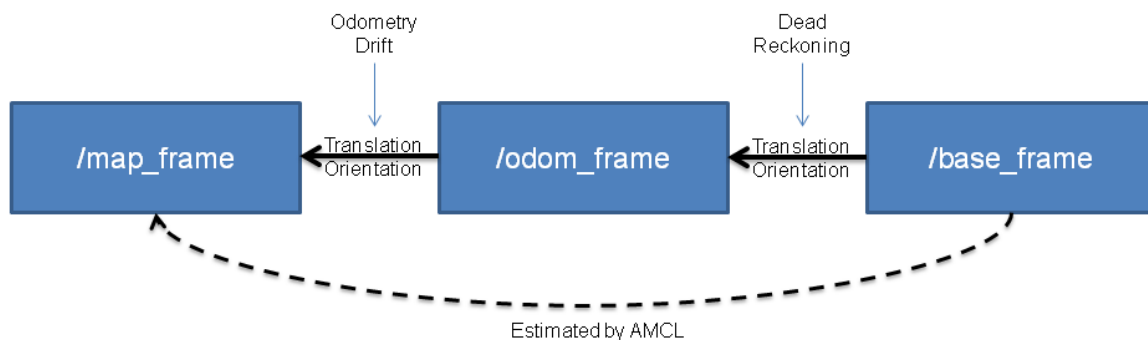 Odometry
Drift
Dead
Reckoning
/map_frame
Translation
Orientation
/odom_frame
Translation
Orientation
/base_frame
Estimated by AMCL